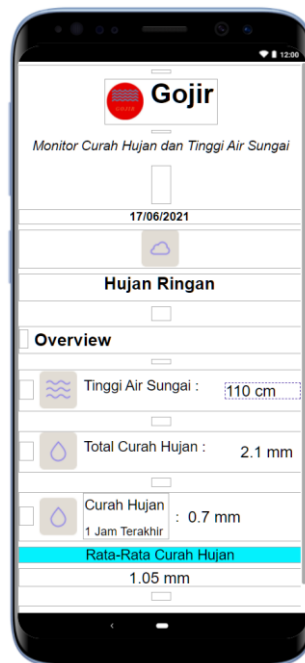 12:00
Gojir
Monitor Curah Hujan dan Tinggi Air Sungai
17/06/2021
Hujan Ringan
Overview
Tinggi Air Sungai : 110 cm
Total Curah Hujan : 2.1 mm
Curah Hujan
1 Jam Terakhir : 0.7 mm
Rata-Rata Curah Hujan
1.05 mm